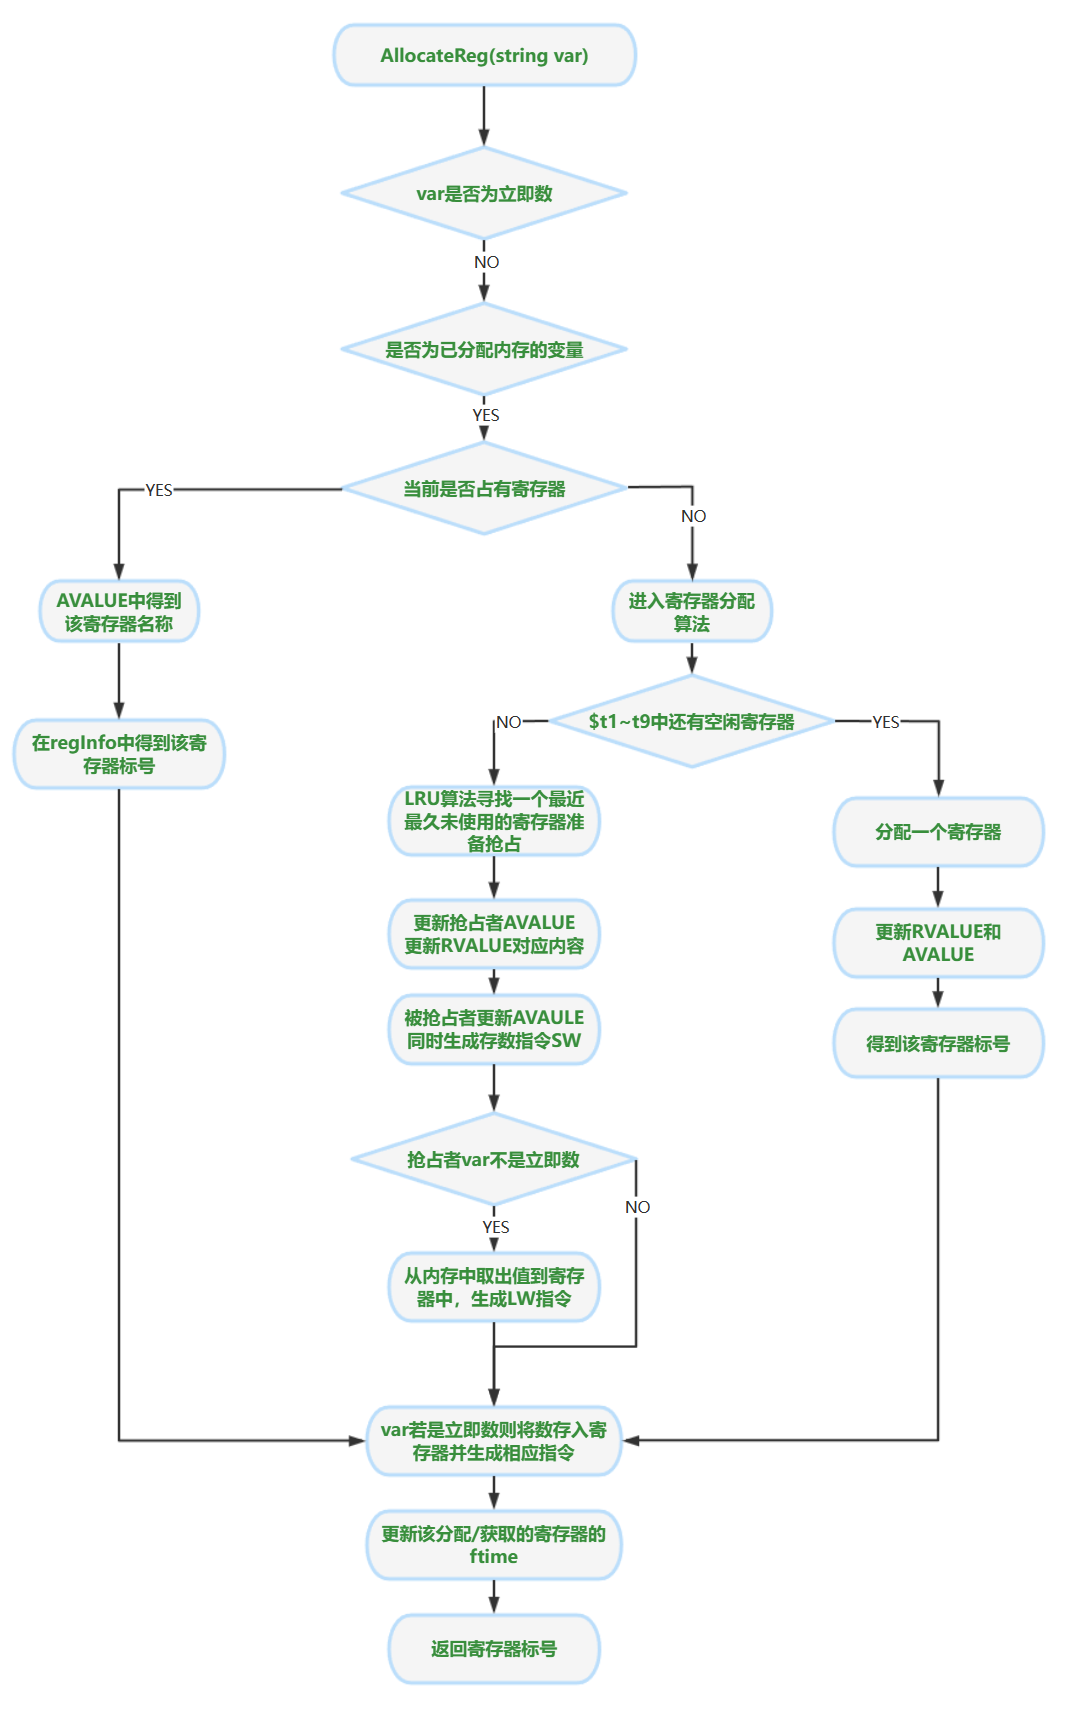 AllocateReg(string var)
var是否为立即数
NO
是否为已分配内存的变量
YES
当前是否占有寄存器
YES
NO
AVALUE中得到
该寄存器名称
进入寄存器分配
算法
在regInfo中得到该寄
存器标号
$t1~t9中还有空闲寄存器
NO
YES
LRU算法寻找一个最近
最久未使用的寄存器准
备抢占
分配一个寄存器
更新抢占者AVALUE
更新RVALUE对应内容
更新RVALUE和
AVALUE
被抢占者更新AVAULE
同时生成存数指令SW
得到该寄存器标号
抢占者var不是立即数
NO
YES
从内存中取出值到寄存
器中，生成LW指令
var若是立即数则将数存入寄
存器并生成相应指令
更新该分配/获取的寄存器的
ftime
返回寄存器标号